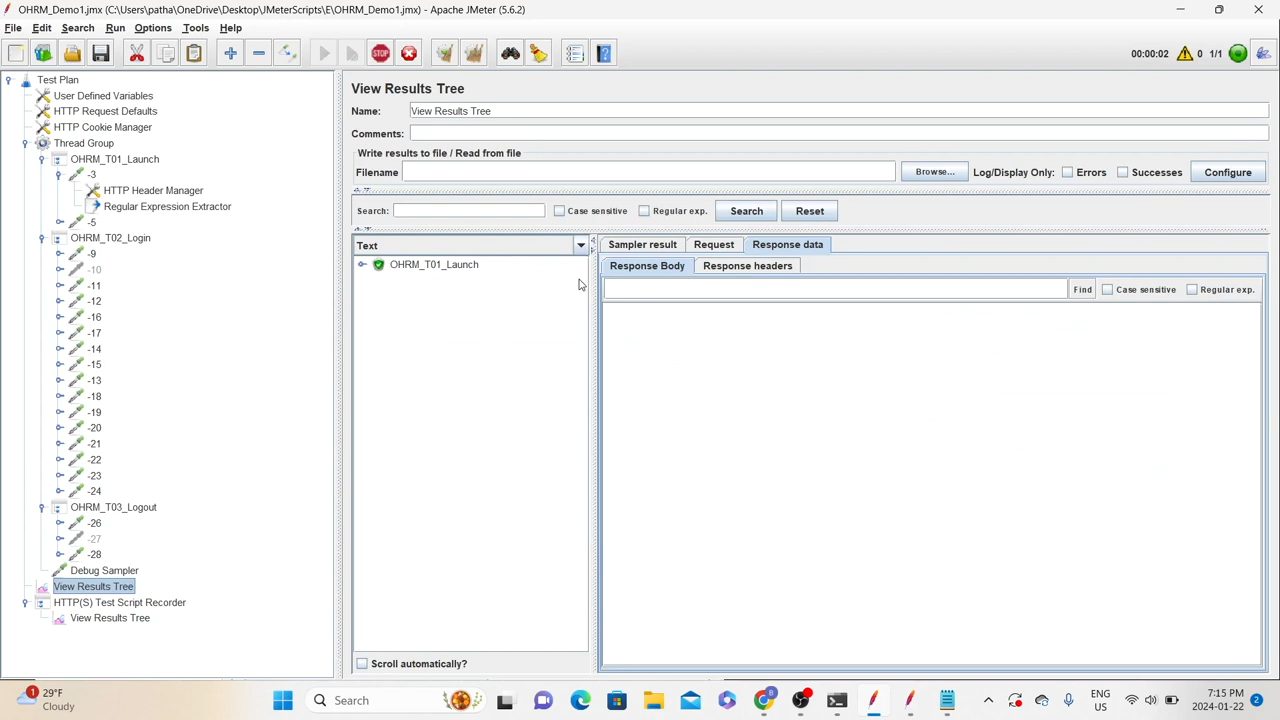 OHRM_Demo1.jmx (C:\Users\patha\OneDrive\Desktop\JMeterScripts\E\OHRM_Demo1.jmx) - Apache JMeter (5.6.2)
File Edit Search Run Options Tools Help
STOP 00:00:02 0 1/1
Test Plan
User Defined Variables
HTTP Request Defaults
HTTP Cookie Manager
Thread Group
OHRM_T01_Launch
-3
HTTP Header Manager
Regular Expression Extractor
-5
OHRM_T02_Login
-9
-10
-11
-12
-16
-17
-14
-15
-13
-18
-19
-20
-21
-22
-23
-24
OHRM_T03_Logout
-26
-27
-28
Debug Sampler
View Results Tree
HTTP(S) Test Script Recorder
View Results Tree
View Results Tree
Name: View Results Tree
Comments:
Write results to file / Read from file
Filename Browse... Log/Display Only: Errors Successes Configure
Search: Case sensitive Regular exp. Search Reset
Text
OHRM_T01_Launch
Scroll automatically?
Sampler result Request Response data
Response Body Response headers
Find Case sensitive Regular exp.
1 29°F
Cloudy
Search
ENG
US
7:15 PM
2024-01-22
2